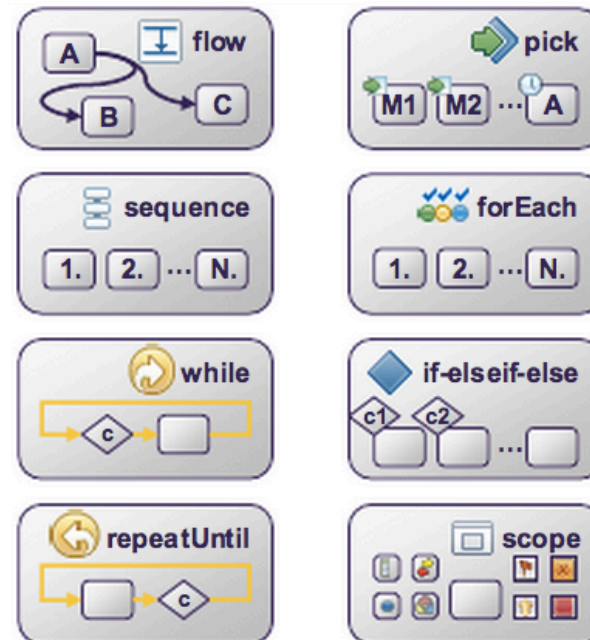 flow
A
B
C
pick
M1 M2 ... A
sequence
1. 2. ... N.
forEach
1. 2. ... N.
while
c
if-elseif-else
c1 c2 ...
repeatUntil
c
scope